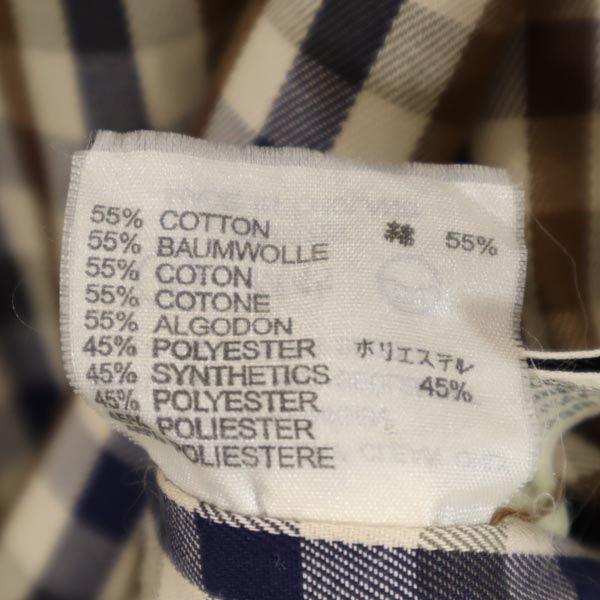 55% COTTON 綿 55%
55% BAUMWOLLE
55% COTON
55% COTONE
55% ALGODON
45% POLYESTER ポリエステル
45% SYNTHETICS 45%
45% POLYESTER
POLIESTER
POLIESTERE